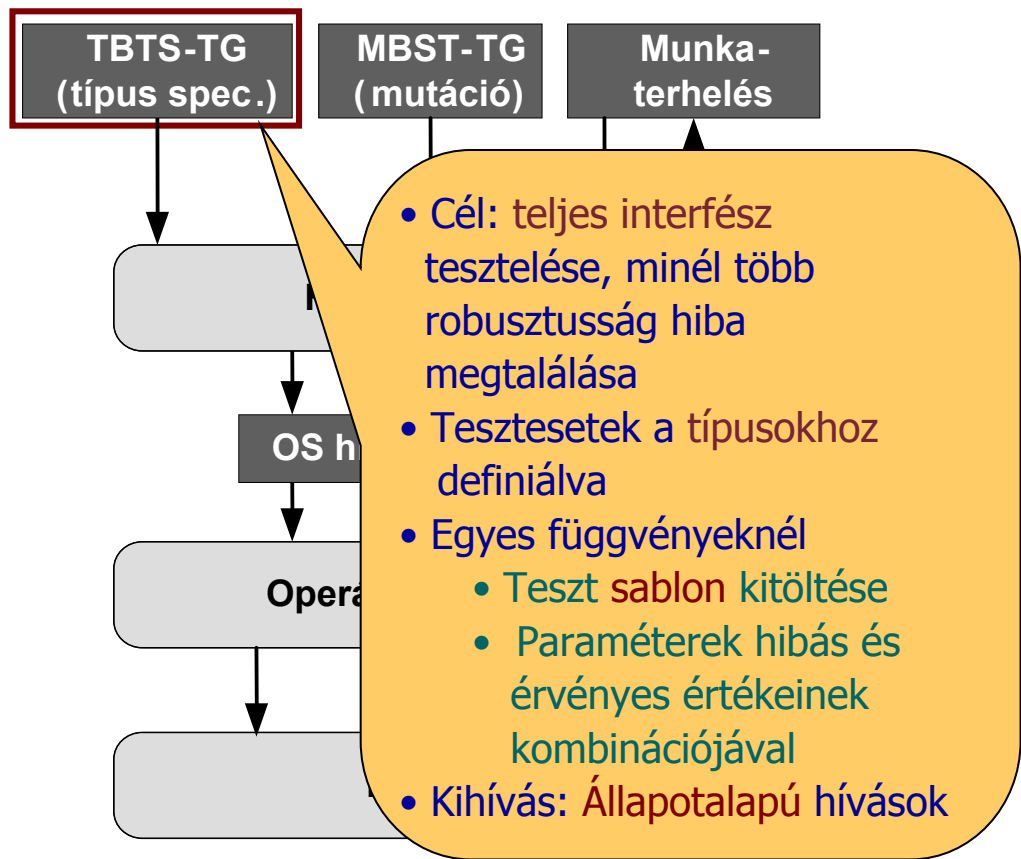 TBTS-TG
(típus spec.)
MBST-TG
(mutáció)
Munka-
terhelés
• Cél: teljes interfész
tesztelése, minél több
robusztusság hiba
megtalálása
• Tesztesetek a típusokhoz
definiálva
• Egyes függvényeknél
• Teszt sablon kitöltése
• Paraméterek hibás és
érvényes értékeinek
kombinációjával
• Kihívás: Állapotalapú hívások
OS